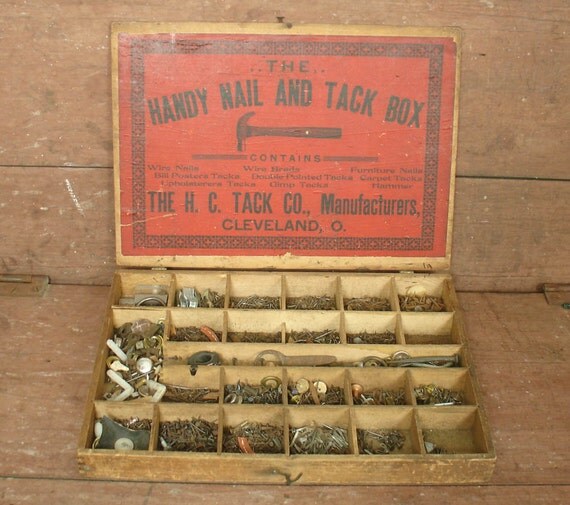 ..THE..
HANDY NAIL AND TACK BOX
CONTAINS
Wire Nails Wire Brads Furniture Nails
Bill Posters Tacks Double Pointed Tacks Carpet Tacks
Upholsterers Tacks Gimp Tacks Hammer
THE H. C. TACK CO., Manufacturers,
CLEVELAND, O.